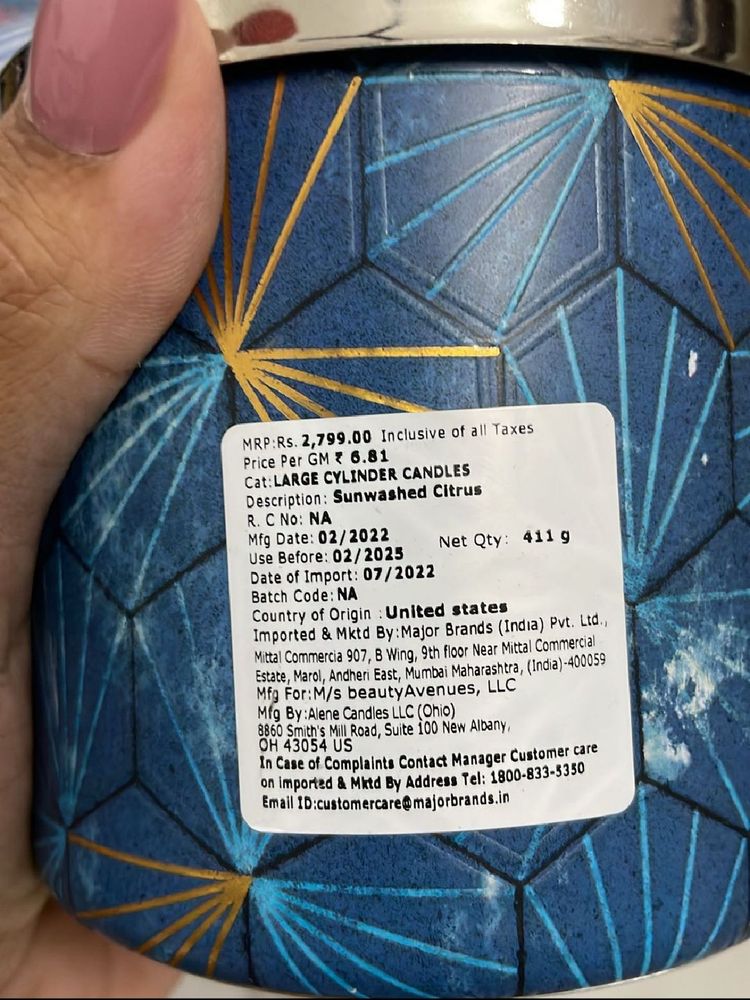 MRP:Rs. 2,799.00 Inclusive of all Taxes
Price Per GM ₹ 6.81
Cat:LARGE CYLINDER CANDLES
Description: Sunwashed Citrus
R. C No: NA
Mfg Date: 02/2022 Net Qty: 411 g
Use Before: 02/2025
Date of Import: 07/2022
Batch Code: NA
Country of Origin : United states
Imported & Mktd By:Major Brands (India) Pvt. Ltd.,
Mittal Commercia 907, B Wing, 9th floor Near Mittal Commercial
Estate, Marol, Andheri East, Mumbai Maharashtra, (India)-400059
Mfg For:M/s beautyAvenues, LLC
Mfg By:Alene Candles LLC (Ohio)
8860 Smith's Mill Road, Suite 100 New Albany,
OH 43054 US
In Case of Complaints Contact Manager Customer care
on imported & Mktd By Address Tel: 1800-833-5350
Email ID:customercare@majorbrands.in